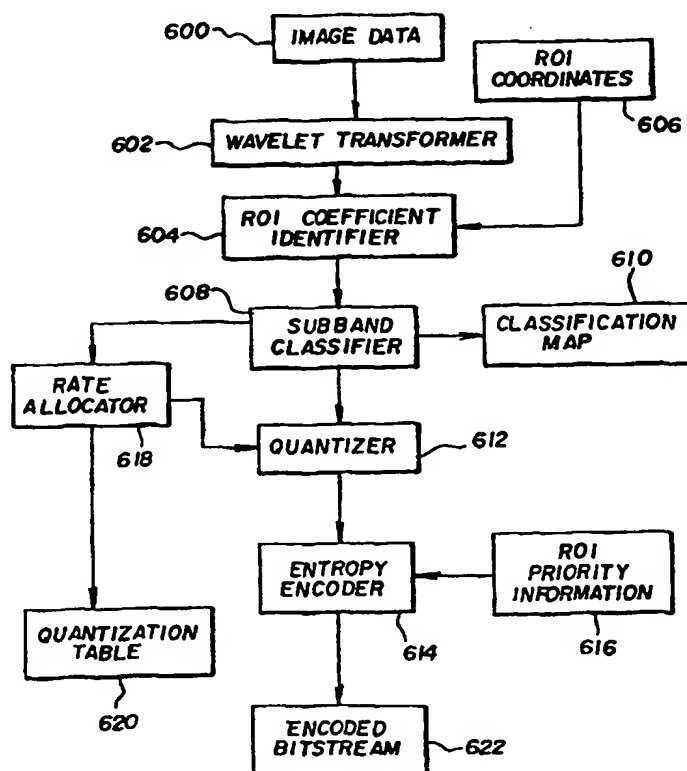 600
IMAGE DATA
ROI
COORDINATES
606
602
WAVELET TRANSFORMER
604
ROI COEFFICIENT
IDENTIFIER
608
610
SUBBAND
CLASSIFIER
CLASSIFICATION
MAP
RATE
ALLOCATOR
618
QUANTIZER
612
ENTROPY
ENCODER
614
ROI
PRIORITY
INFORMATION
616
QUANTIZATION
TABLE
620
ENCODED
BITSTREAM
622